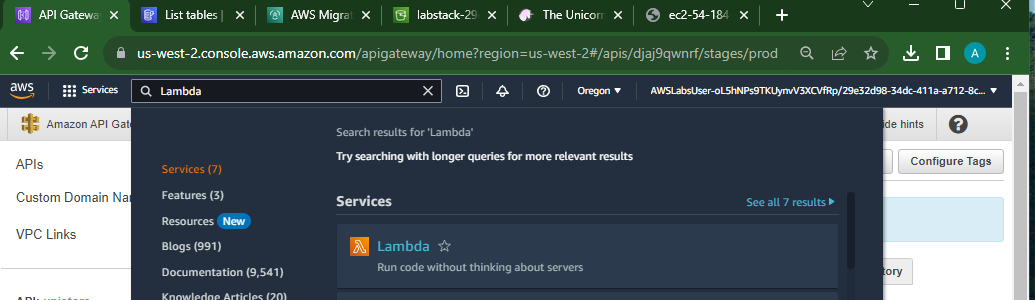 API Gatewa
List tables |
AWS Migrat
labstack-29
The Unicorn
ec2-54-184
us-west-2.console.aws.amazon.com/apigateway/home?region=us-west-2#/apis/djaj9qwnrf/stages/prod
A
aws
Services
Lambda
Oregon
AWSLabsUser-oL5hNPs9TKUynvV3XCVfRp/29e32d98-34dc-411a-a712-8c...
Amazon API Gate
ide hints
APIs
Custom Domain Nar
VPC Links
Search results for 'Lambda'
Try searching with longer queries for more relevant results
Services (7)
Features (3)
Resources New
Blogs (991)
Documentation (9,541)
Knowledge Articles (20)
Services
See all 7 results
Lambda
Run code without thinking about servers
Configure Tags
tory